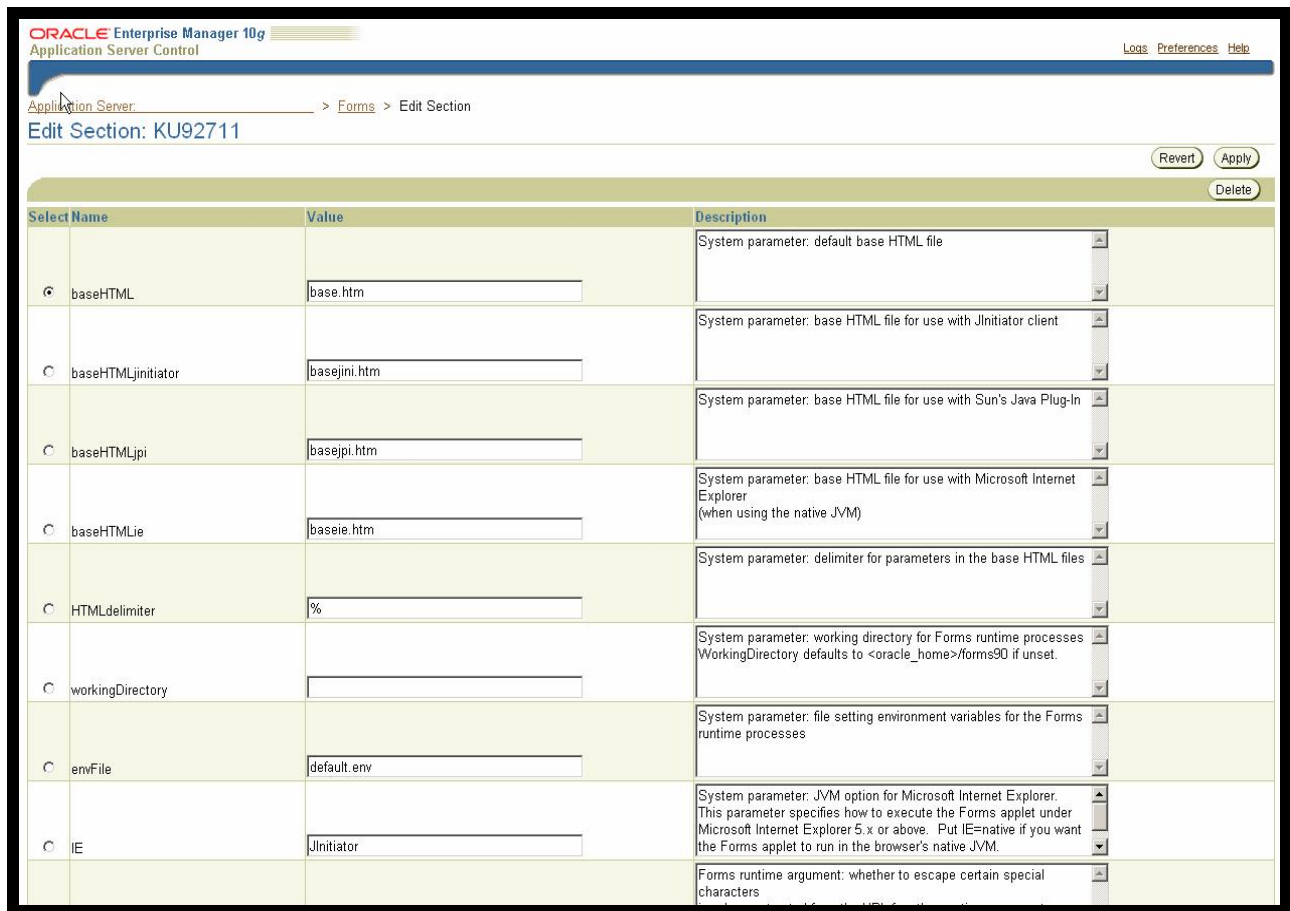 ORACLE Enterprise Manager 10g
Application Server Control
Logs Preferences Help
Application Server: > Forms > Edit Section
Edit Section: KU92711
Revert Apply
Delete
Select Name Value Description
baseHTML base.htm System parameter: default base HTML file
baseHTMLjinitiator basejini.htm System parameter: base HTML file for use with JInitiator client
baseHTMLjpi basejpi.htm System parameter: base HTML file for use with Sun's Java Plug-In
System parameter: base HTML file for use with Microsoft Internet
Explorer
(when using the native JVM)
baseHTMLie baseie.htm
System parameter: delimiter for parameters in the base HTML files
HTMLdelimiter %
System parameter: working directory for Forms runtime processes
WorkingDirectory defaults to <oracle_home>/forms90 if unset.
workingDirectory
System parameter: file setting environment variables for the Forms
runtime processes
envFile default.env
System parameter: JVM option for Microsoft Internet Explorer.
This parameter specifies how to execute the Forms applet under
Microsoft Internet Explorer 5.x or above. Put IE=native if you want
the Forms applet to run in the browser's native JVM.
IE JInitiator
Forms runtime argument: whether to escape certain special
characters